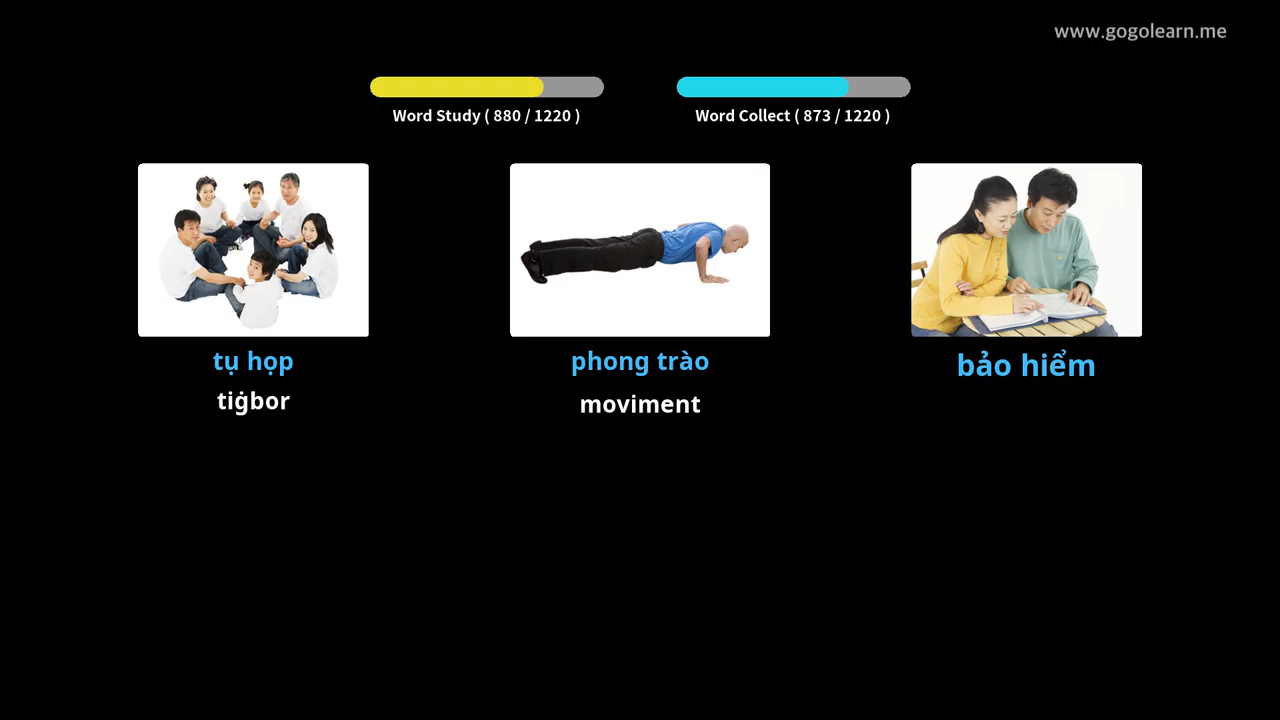 www.gogolearn.me
Word Study ( 880 / 1220 )
Word Collect ( 873 / 1220 )
tụ họp
phong trào
bảo hiểm
tiġbor
moviment